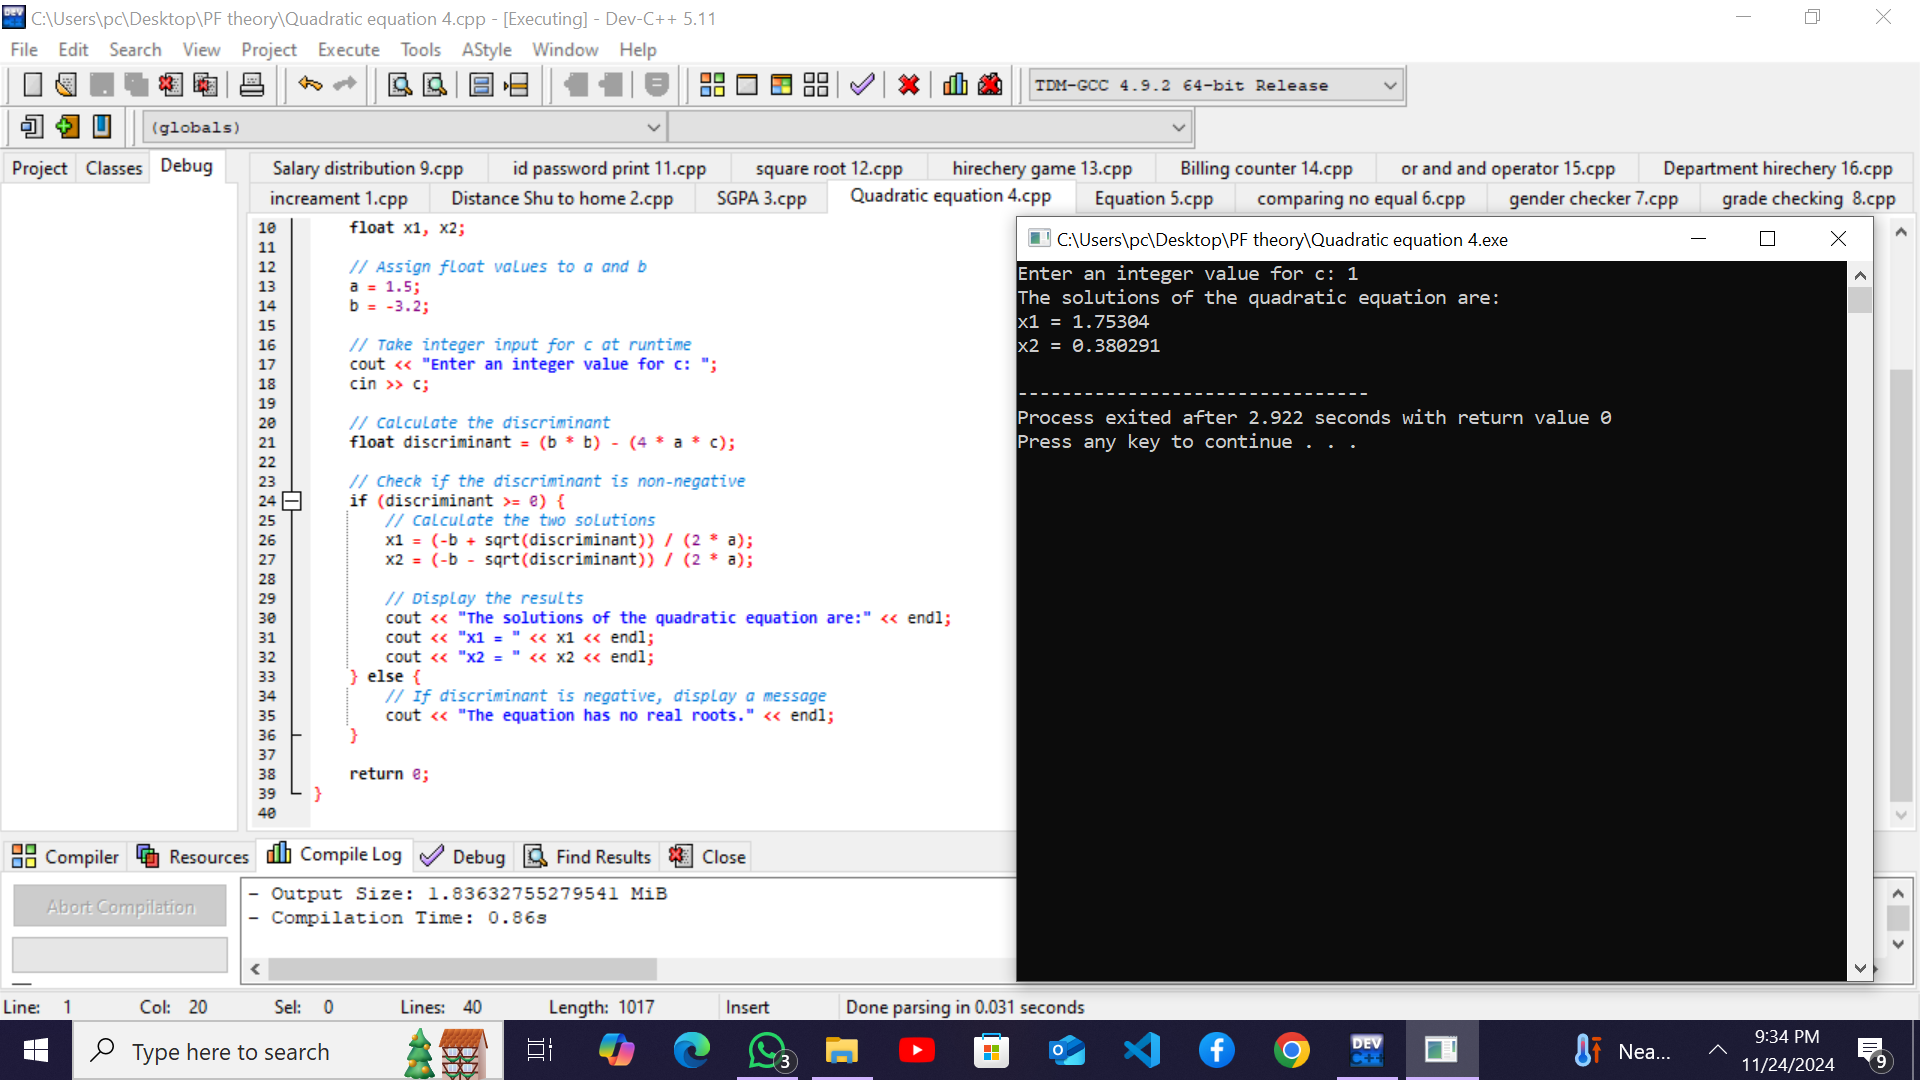 C:\Users\pc\Desktop\PF theory\Quadratic equation 4.cpp - [Executing] - Dev-C++ 5.11
File Edit Search View Project Execute Tools AStyle Window Help
TDM-GCC 4.9.2 64-bit Release
(globals)
Project Classes Debug
Salary distribution 9.cpp id password print 11.cpp square root 12.cpp hirechery game 13.cpp Billing counter 14.cpp or and and operator 15.cpp Department hirechery 16.cpp
increament 1.cpp Distance Shu to home 2.cpp SGPA 3.cpp Quadratic equation 4.cpp Equation 5.cpp comparing no equal 6.cpp gender checker 7.cpp grade checking 8.cpp
10 float x1, x2;
11
12 // Assign float values to a and b
13 a = 1.5;
14 b = -3.2;
15
16 // Take integer input for c at runtime
17 cout << "Enter an integer value for c: ";
18 cin >> c;
19
20 // Calculate the discriminant
21 float discriminant = (b * b) - (4 * a * c);
22
23 // Check if the discriminant is non-negative
24 if (discriminant >= 0) {
25 // Calculate the two solutions
26 x1 = (-b + sqrt(discriminant)) / (2 * a);
27 x2 = (-b - sqrt(discriminant)) / (2 * a);
28
29 // Display the results
30 cout << "The solutions of the quadratic equation are:" << endl;
31 cout << "x1 = " << x1 << endl;
32 cout << "x2 = " << x2 << endl;
33 } else {
34 // If discriminant is negative, display a message
35 cout << "The equation has no real roots." << endl;
36 }
37
38 return 0;
39 }
40
C:\Users\pc\Desktop\PF theory\Quadratic equation 4.exe
Enter an integer value for c: 1
The solutions of the quadratic equation are:
x1 = 1.75304
x2 = 0.380291
--------------------------------
Process exited after 2.922 seconds with return value 0
Press any key to continue . . .
Compiler Resources Compile Log Debug Find Results Close
Abort Compilation
- Output Size: 1.83632755279541 MiB
- Compilation Time: 0.86s
Line: 1 Col: 20 Sel: 0 Lines: 40 Length: 1017 Insert Done parsing in 0.031 seconds
Type here to search
3
DEV C++
Nea...
9:34 PM
11/24/2024
9